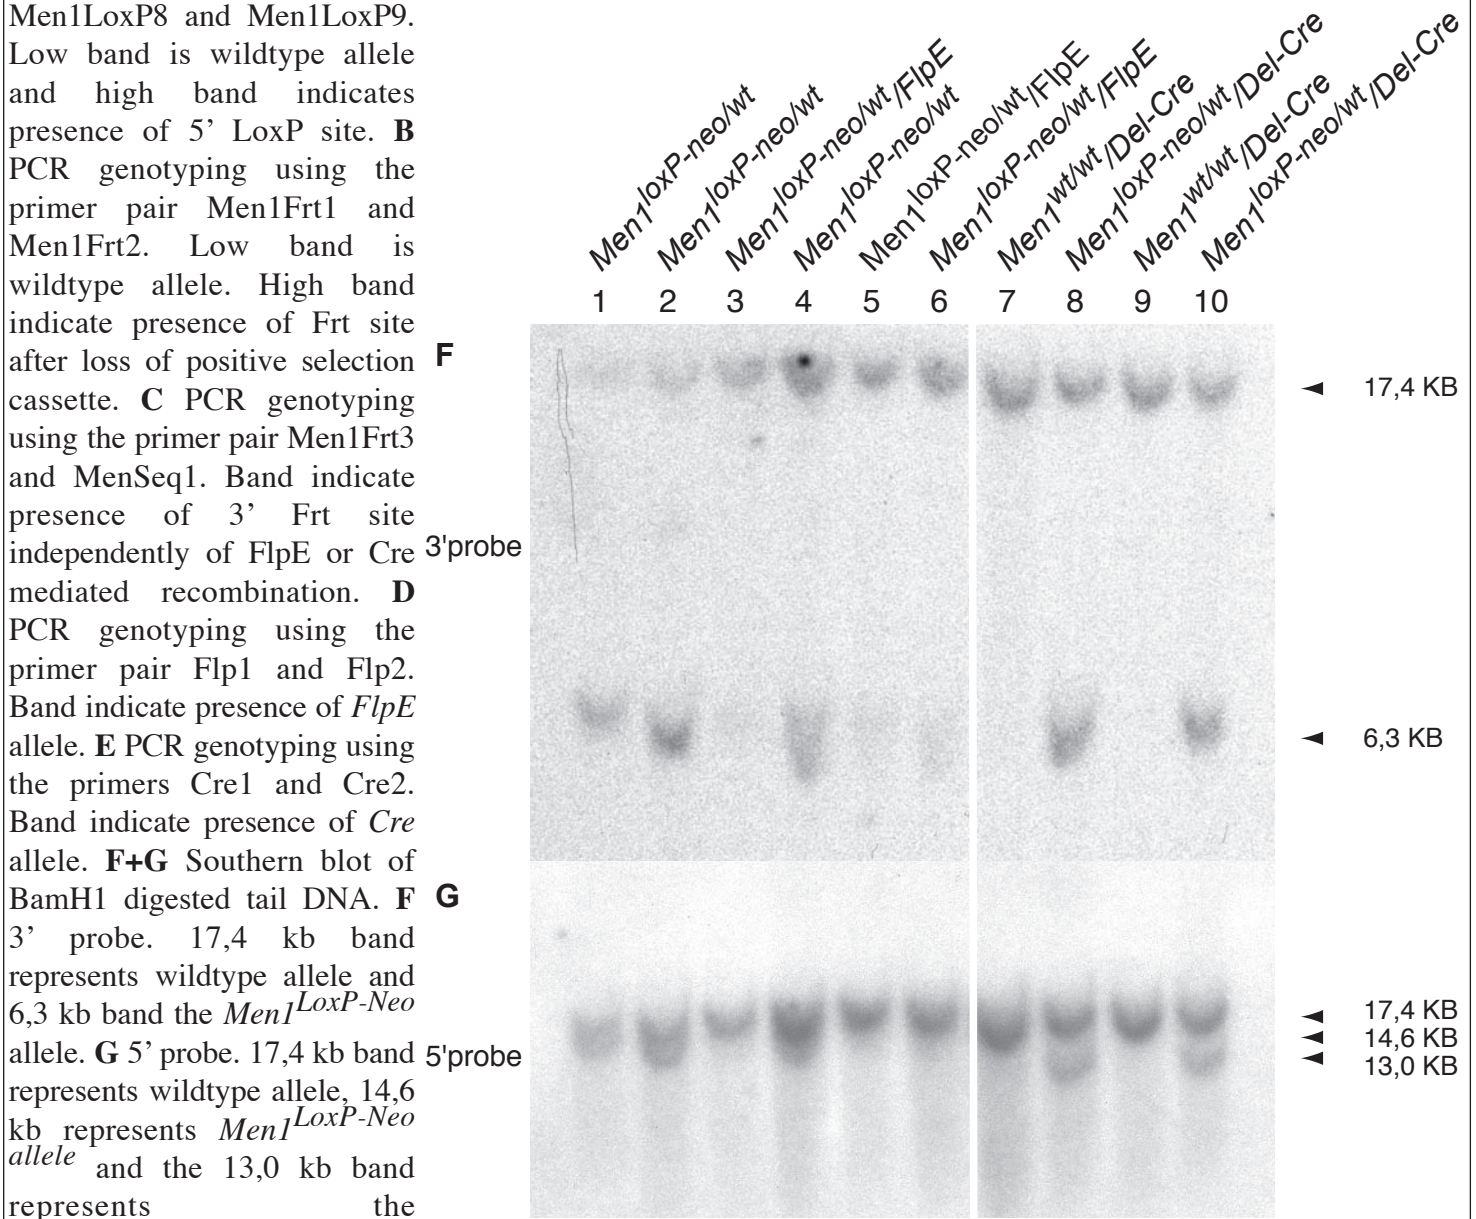 Men1LoxP8 and Men1LoxP9.
Low band is wildtype allele
and high band indicates
presence of 5’ LoxP site. B
PCR genotyping using the
primer pair Men1Frt1 and
Men1Frt2. Low band is
wildtype allele. High band
indicate presence of Frt site
after loss of positive selection
cassette. C PCR genotyping
using the primer pair Men1Frt3
and MenSeq1. Band indicate
presence of 3’ Frt site
independently of FlpE or Cre
mediated recombination. D
PCR genotyping using the
primer pair Flp1 and Flp2.
Band indicate presence of FlpE
allele. E PCR genotyping using
the primers Cre1 and Cre2.
Band indicate presence of Cre
allele. F+G Southern blot of
BamH1 digested tail DNA. F
3’ probe. 17,4 kb band
represents wildtype allele and
6,3 kb band the Men1LoxP-Neo
allele. G 5’ probe. 17,4 kb band
represents wildtype allele, 14,6
kb represents Men1LoxP-Neo
allele and the 13,0 kb band
represents the
Men1loxP-neo/wt
Men1loxP-neo/wt
Men1loxP-neo/wt/FlpE
Men1loxP-neo/wt
Men1loxP-neo/wt/FlpE
Men1loxP-neo/wt/FlpE
Men1wt/wt/Del-Cre
Men1loxP-neo/wt/Del-Cre
Men1wt/wt/Del-Cre
Men1loxP-neo/wt/Del-Cre
1 2 3 4 5 6 7 8 9 10
F
17,4 KB
3'probe
6,3 KB
G
17,4 KB
14,6 KB
5'probe
13,0 KB